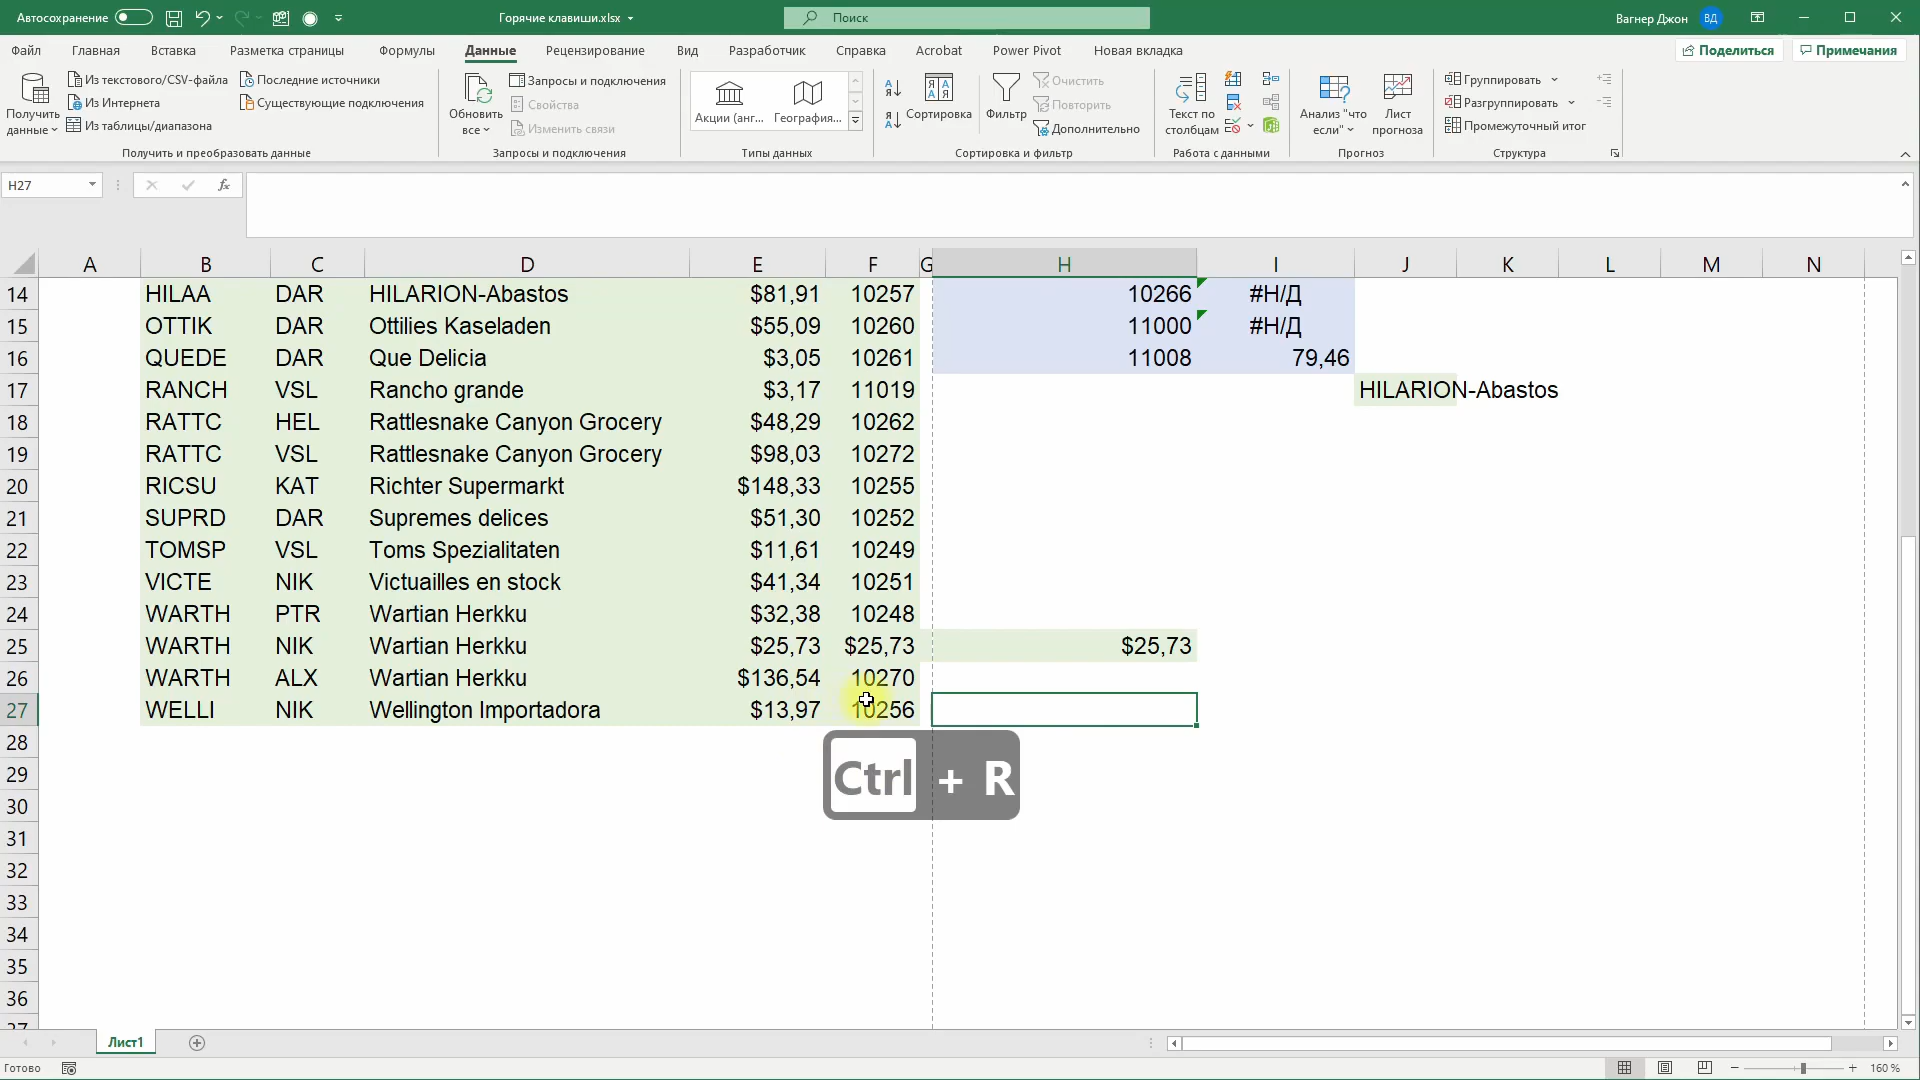 Автосохранение
Горячие клавиши.xlsx
Поиск
Вагнер Джон
ВД
Файл Главная Вставка Разметка страницы Формулы Данные Рецензирование Вид Разработчик Справка Acrobat Power Pivot Новая вкладка
Поделиться Примечания
Получить данные
Из текстового/CSV-файла
Из Интернета
Из таблицы/диапазона
Последние источники
Существующие подключения
Получить и преобразовать данные
Обновить все
Запросы и подключения
Свойства
Изменить связи
Запросы и подключения
Акции (анг... География...
Типы данных
Сортировка
Фильтр
Очистить
Повторить
Дополнительно
Сортировка и фильтр
Текст по столбцам
Работа с данными
Анализ "что если"
Лист прогноза
Прогноз
Группировать
Разгруппировать
Промежуточный итог
Структура
H27
fx
A B C D E F G H I J K L M N
14 HILAA DAR HILARION-Abastos $81,91 10257 10266 #Н/Д
15 OTTIK DAR Ottilies Kaseladen $55,09 10260 11000 #Н/Д
16 QUEDE DAR Que Delicia $3,05 10261 11008 79,46
17 RANCH VSL Rancho grande $3,17 11019 HILARION-Abastos
18 RATTC HEL Rattlesnake Canyon Grocery $48,29 10262
19 RATTC VSL Rattlesnake Canyon Grocery $98,03 10272
20 RICSU KAT Richter Supermarkt $148,33 10255
21 SUPRD DAR Supremes delices $51,30 10252
22 TOMSP VSL Toms Spezialitaten $11,61 10249
23 VICTE NIK Victuailles en stock $41,34 10251
24 WARTH PTR Wartian Herkku $32,38 10248
25 WARTH NIK Wartian Herkku $25,73 $25,73 $25,73
26 WARTH ALX Wartian Herkku $136,54 10270
27 WELLI NIK Wellington Importadora $13,97 10256
28
Ctrl + R
29
30
31
32
33
34
35
36
37
Лист1
Готово
160 %